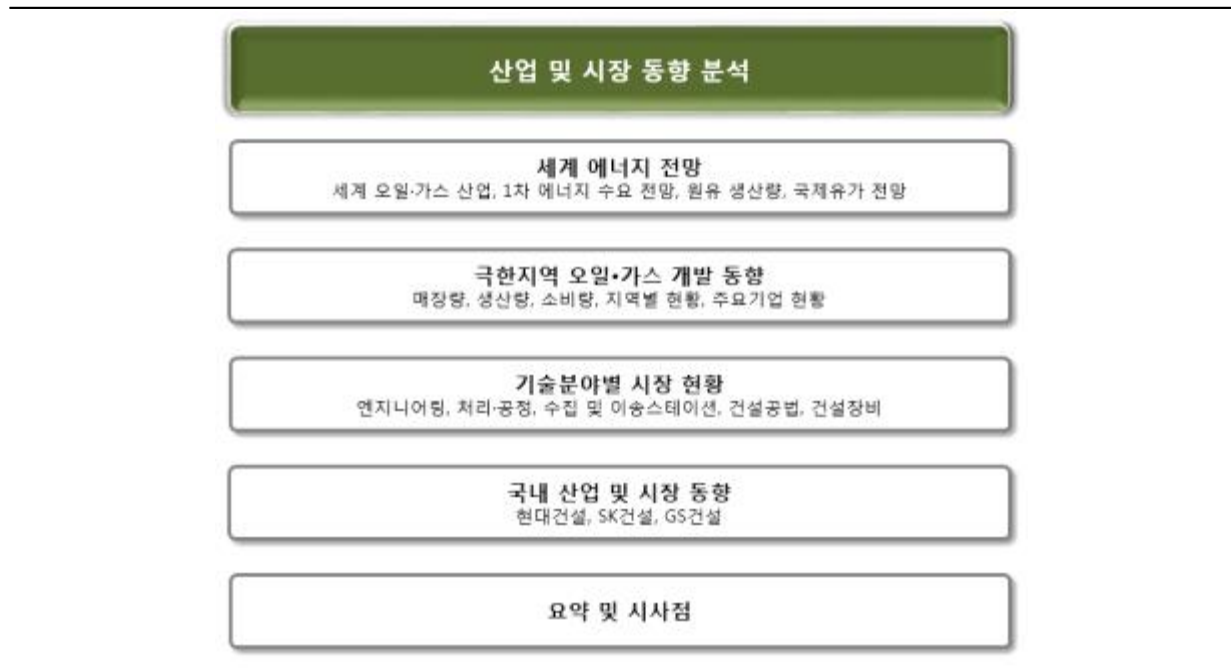 산업 및 시장 동향 분석
세계 에너지 전망
세계 오일·가스 산업, 1차 에너지 수요 전망, 원유 생산량, 국제유가 전망
극한지역 오일•가스 개발 동향
매장량, 생산량, 소비량, 지역별 현황, 주요기업 현황
기술분야별 시장 현황
엔지니어링, 처리·공정, 수집 및 이송스테이션, 건설공법, 건설장비
국내 산업 및 시장 동향
현대건설, SK건설, GS건설
요약 및 시사점